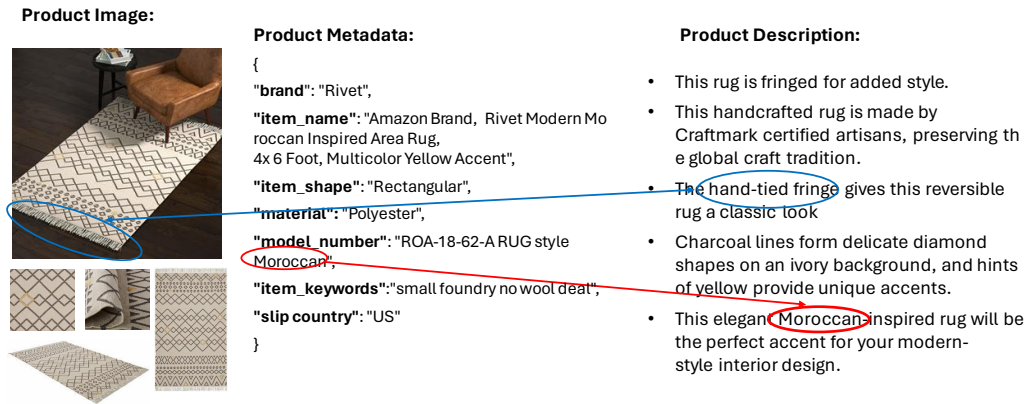 Product Image:
Product Metadata:
{
"brand": "Rivet",
"item_name": "Amazon Brand, Rivet Modern Mo
roccan Inspired Area Rug,
4x 6 Foot, Multicolor Yellow Accent",
"item_shape": "Rectangular",
"material": "Polyester",
"model_number": "ROA-18-62-A RUG style
Moroccan",
"item_keywords":"small foundry no wool deal",
"slip country": "US"
}
Product Description:
• This rug is fringed for added style.
• This handcrafted rug is made by
Craftmark certified artisans, preserving th
e global craft tradition.
• The hand-tied fringe gives this reversible
rug a classic look
• Charcoal lines form delicate diamond
shapes on an ivory background, and hints
of yellow provide unique accents.
• This elegant Moroccan-inspired rug will be
the perfect accent for your modern-
style interior design.